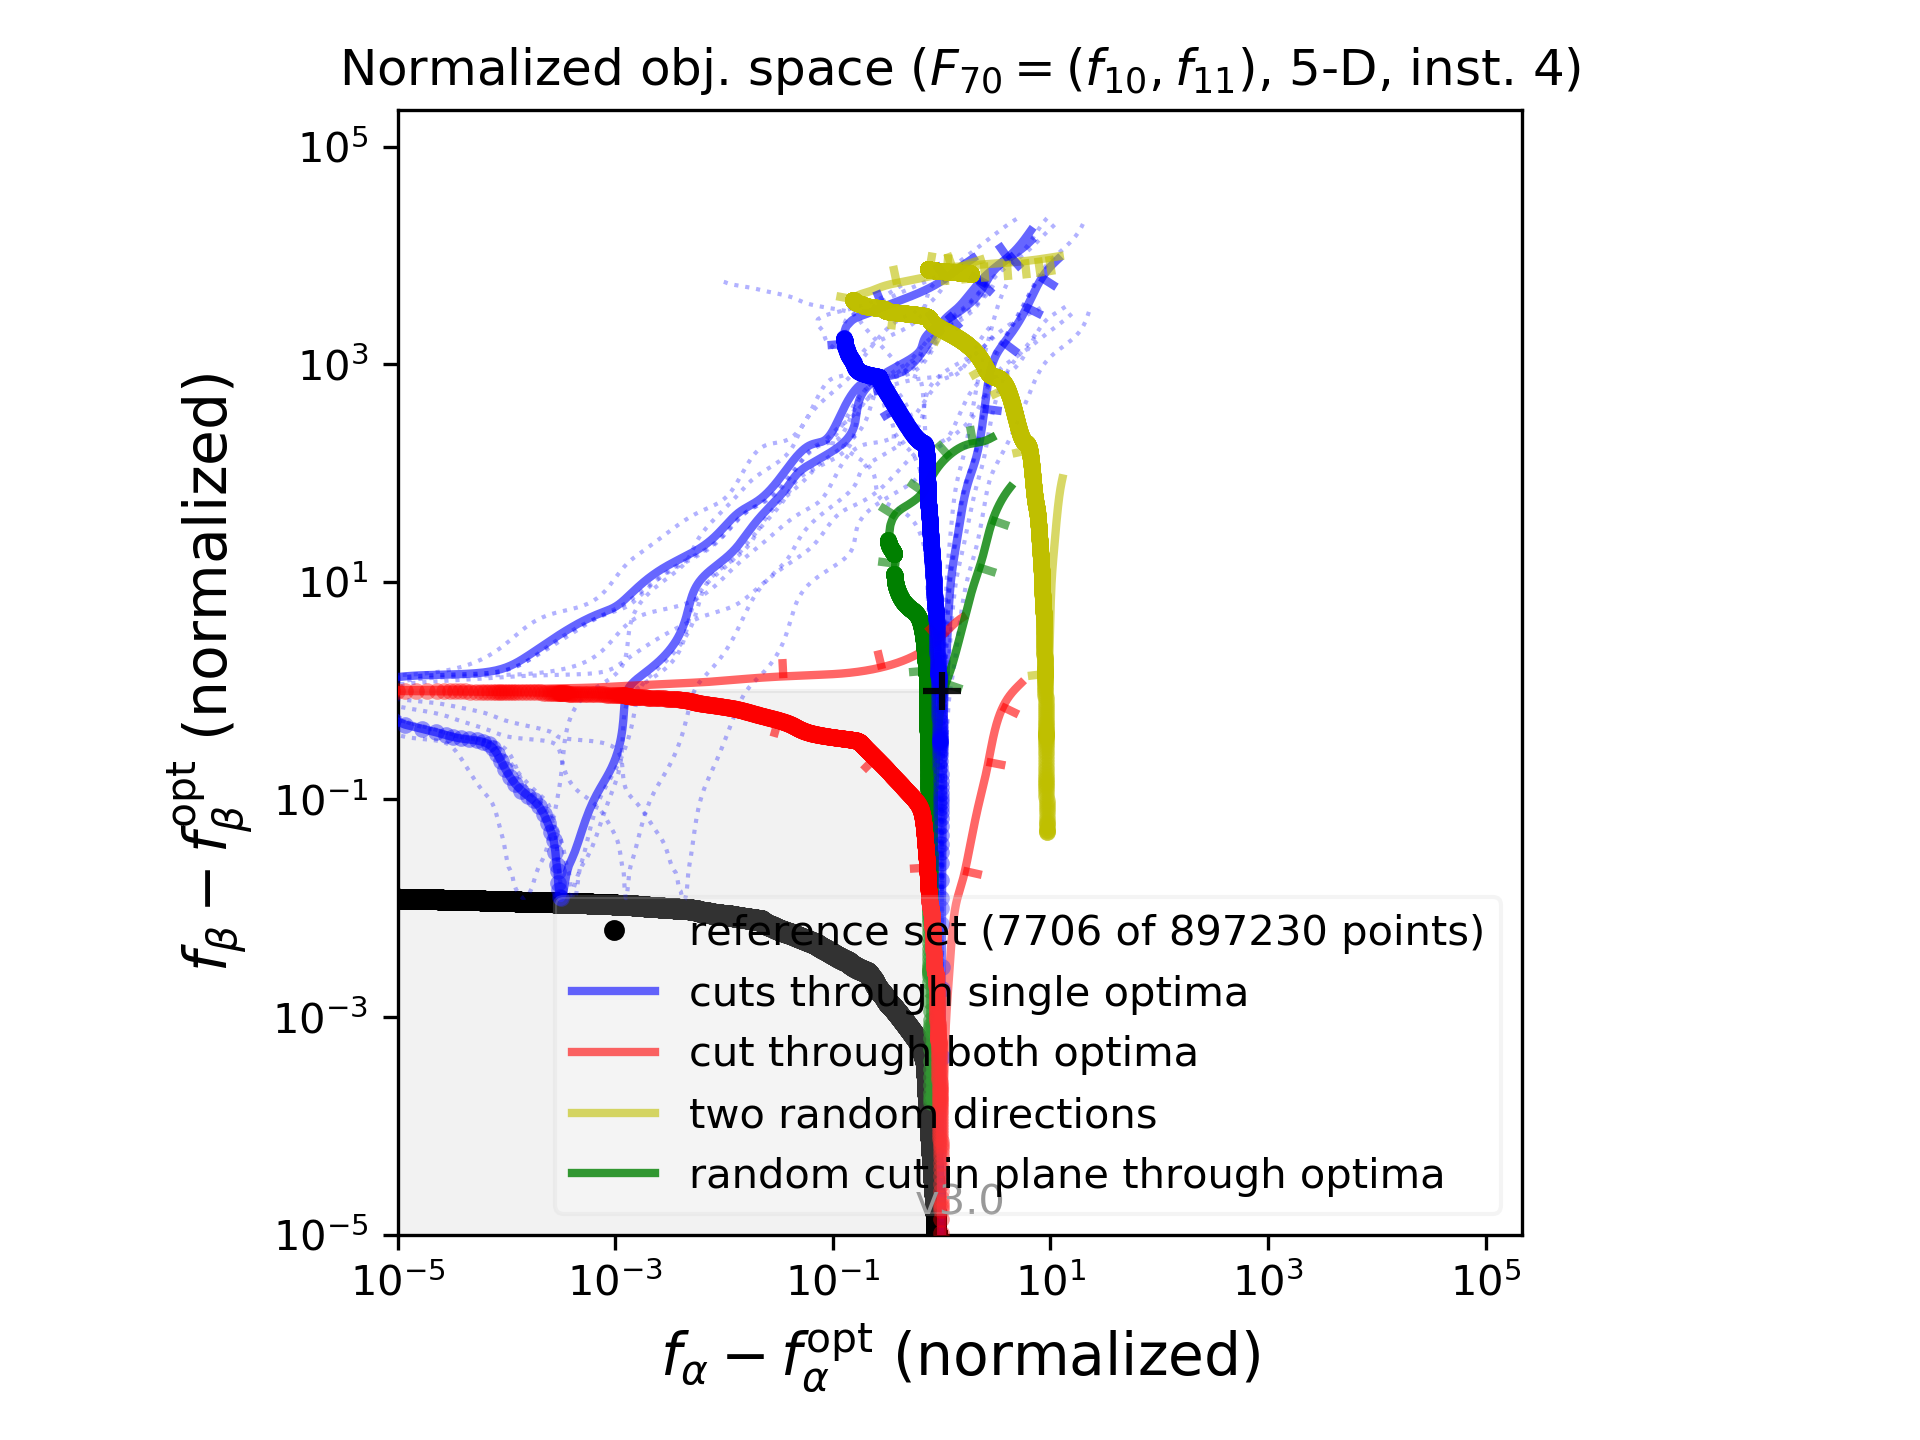 Normalized obj. space (F₇₀ = (f₁₀, f₁₁), 5-D, inst. 4)
10⁵
10³
10¹
10⁻¹
10⁻³
10⁻⁵
f_β − f_β^opt (normalized)
reference set (7706 of 897230 points)
cuts through single optima
cut through both optima
two random directions
random cut in plane through optima
v3.0
10⁻⁵ 10⁻³ 10⁻¹ 10¹ 10³ 10⁵
f_α − f_α^opt (normalized)